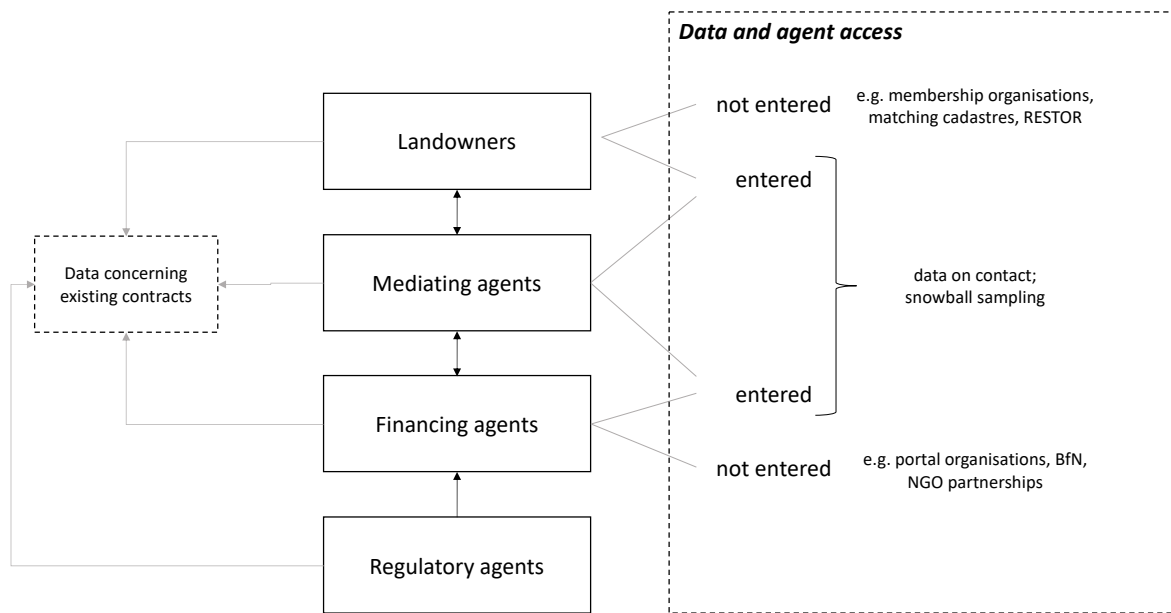 Data and agent access
not entered
e.g. membership organisations,
matching cadastres, RESTOR
Landowners
entered
Data concerning
existing contracts
Mediating agents
data on contact;
snowball sampling
entered
Financing agents
not entered
e.g. portal organisations, BfN,
NGO partnerships
Regulatory agents